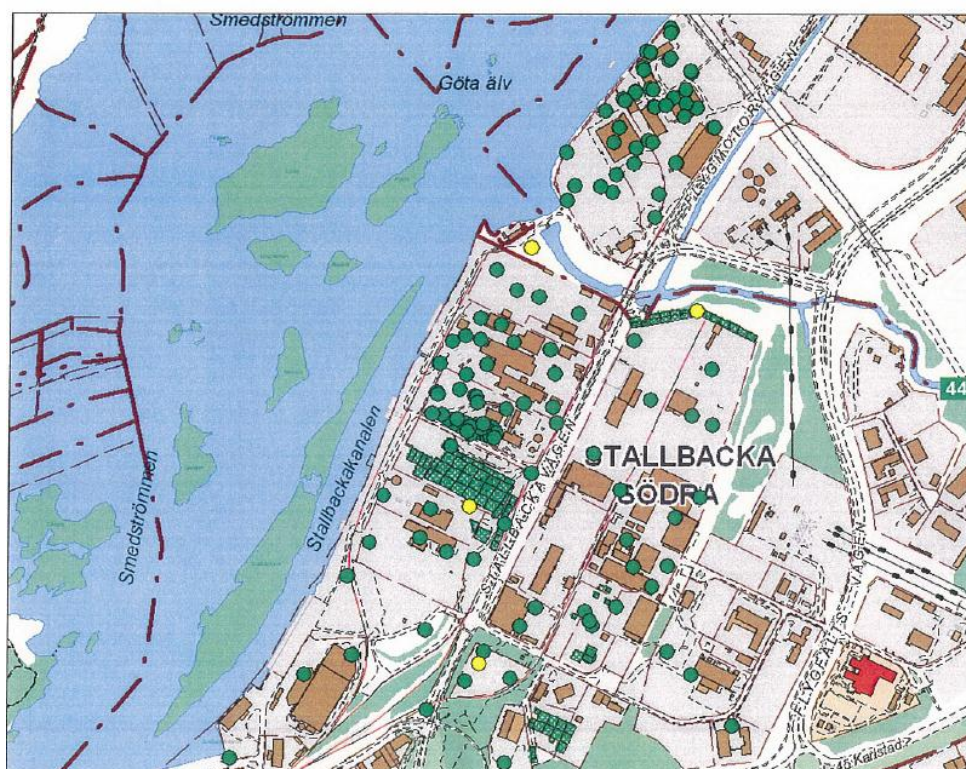 Smedströmmen
Göta älv
FLYGMOTORVÄGEN
44
Stallbackakanalen
STALLBACKA
SÖDRA
STALLBACKAVÄGEN
Smedströmmen
FLYGFÄLTSVÄGEN
45 Karlstad>